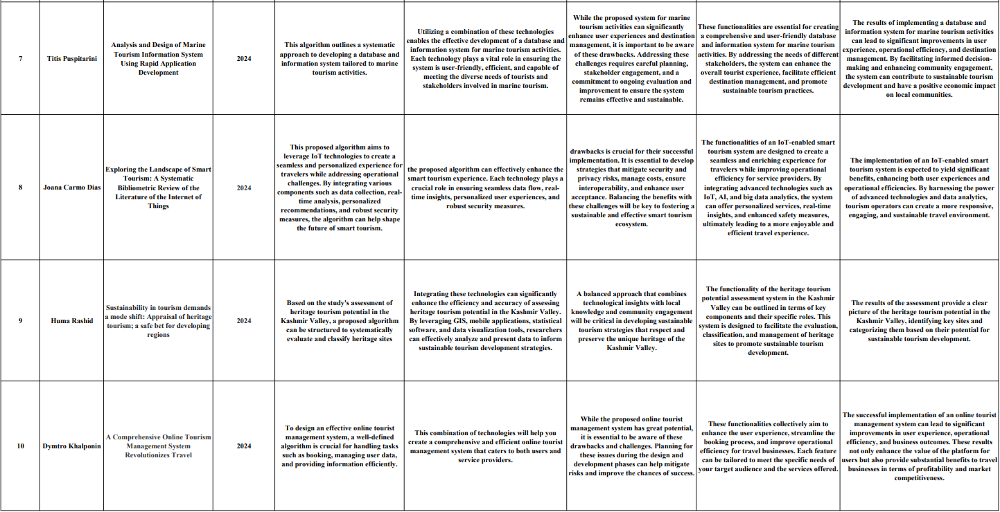 7
Titis Puspitarini
Analysis and Design of Marine
Tourism Information System
Using Rapid Application
Development
2024
This algorithm outlines a systematic
approach to developing a database and
information system tailored to marine
tourism activities.
Utilizing a combination of these technologies
enables the effective development of a database and
information system for marine tourism activities.
Each technology plays a vital role in ensuring the
system is user-friendly, efficient, and capable of
meeting the diverse needs of tourists and
stakeholders involved in marine tourism.
While the proposed system for marine
tourism activities can significantly
enhance user experiences and destination
management, it is important to be aware
of these drawbacks. Addressing these
challenges requires careful planning,
stakeholder engagement, and a
commitment to ongoing evaluation and
improvement to ensure the system
remains effective and sustainable.
These functionalities are essential for creating
a comprehensive and user-friendly database
and information system for marine tourism
activities. By addressing the needs of different
stakeholders, the system can enhance the
overall tourist experience, facilitate efficient
destination management, and promote
sustainable tourism practices.
The results of implementing a database and
information system for marine tourism activities
can lead to significant improvements in user
experience, operational efficiency, and destination
management. By facilitating informed decision-
making and enhancing community engagement,
the system can contribute to sustainable tourism
development and have a positive economic impact
on local communities.
8
Joana Carmo Dias
Exploring the Landscape of Smart
Tourism: A Systematic
Bibliometric Review of the
Literature of the Internet of
Things
2024
This proposed algorithm aims to
leverage IoT technologies to create a
seamless and personalized experience for
travelers while addressing operational
challenges. By integrating various
components such as data collection, real-
time analysis, personalized
recommendations, and robust security
measures, the algorithm can help shape
the future of smart tourism.
the proposed algorithm can effectively enhance the
smart tourism experience. Each technology plays a
crucial role in ensuring seamless data flow, real-
time insights, personalized user experiences, and
robust security measures.
drawbacks is crucial for their successful
implementation. It is essential to develop
strategies that mitigate security and
privacy risks, manage costs, ensure
interoperability, and enhance user
acceptance. Balancing the benefits with
these challenges will be key to fostering a
sustainable and effective smart tourism
ecosystem.
The functionalities of an IoT-enabled smart
tourism system are designed to create a
seamless and enriching experience for
travelers while improving operational
efficiency for service providers. By
integrating advanced technologies such as
IoT, AI, and big data analytics, the system
can offer personalized services, real-time
insights, and enhanced safety measures,
ultimately leading to a more enjoyable and
efficient travel experience.
The implementation of an IoT-enabled smart
tourism system is expected to yield significant
benefits, enhancing both user experiences and
operational efficiencies. By harnessing the power
of advanced technologies and data analytics,
tourism operators can create a more responsive,
engaging, and sustainable travel environment.
9
Huma Rashid
Sustainability in tourism demands
a mode shift: Appraisal of heritage
tourism; a safe bet for developing
regions
2024
Based on the study's assessment of
heritage tourism potential in the
Kashmir Valley, a proposed algorithm
can be structured to systematically
evaluate and classify heritage sites
Integrating these technologies can significantly
enhance the efficiency and accuracy of assessing
heritage tourism potential in the Kashmir Valley.
By leveraging GIS, mobile applications, statistical
software, and data visualization tools, researchers
can effectively analyze and present data to inform
sustainable tourism development strategies.
A balanced approach that combines
technological insights with local
knowledge and community engagement
will be critical in developing sustainable
tourism strategies that respect and
preserve the unique heritage of the
Kashmir Valley.
The functionality of the heritage tourism
potential assessment system in the Kashmir
Valley can be outlined in terms of key
components and their specific roles. This
system is designed to facilitate the evaluation,
classification, and management of heritage
sites to promote sustainable tourism
development.
The results of the assessment provide a clear
picture of the heritage tourism potential in the
Kashmir Valley, identifying key sites and
categorizing them based on their potential for
sustainable tourism development.
10
Dymtro Khalponin
A Comprehensive Online Tourism
Management System
Revolutionizes Travel
2024
To design an effective online tourist
management system, a well-defined
algorithm is crucial for handling tasks
such as booking, managing user data,
and providing information efficiently.
This combination of technologies will help you
create a comprehensive and efficient online tourist
management system that caters to both users and
service providers.
While the proposed online tourist
management system has great potential,
it is essential to be aware of these
drawbacks and challenges. Planning for
these issues during the design and
development phases can help mitigate
risks and improve the chances of success.
These functionalities collectively aim to
enhance the user experience, streamline the
booking process, and improve operational
efficiency for travel businesses. Each feature
can be tailored to meet the specific needs of
your target audience and the services offered.
The successful implementation of an online tourist
management system can lead to significant
improvements in user experience, operational
efficiency, and business outcomes. These results
not only enhance the value of the platform for
users but also provide substantial benefits to travel
businesses in terms of profitability and market
competitiveness.